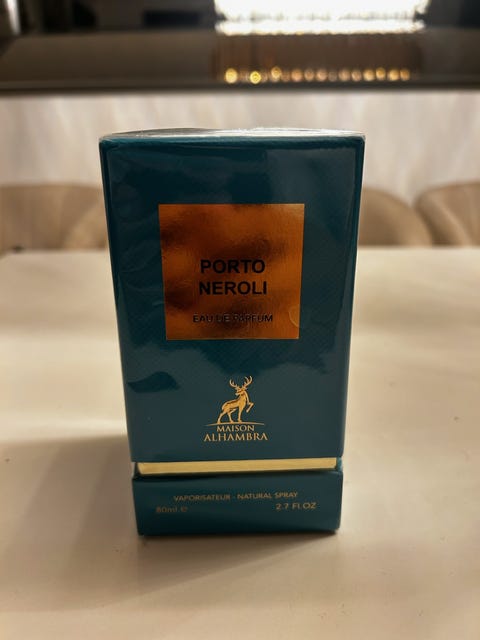 PORTO
NEROLI
EAU DE PARFUM
MAISON
ALHAMBRA
VAPORISATEUR - NATURAL SPRAY
80ml ℮ 2.7 Fl.OZ